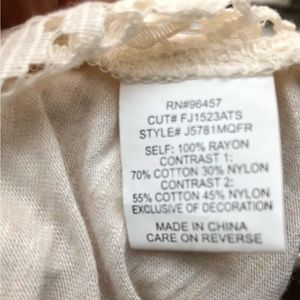 RN#96457
CUT# FJ1523ATS
STYLE# J5781MQFR
SELF: 100% RAYON
CONTRAST 1:
70% COTTON 30% NYLON
CONTRAST 2:
55% COTTON 45% NYLON
EXCLUSIVE OF DECORATION
MADE IN CHINA
CARE ON REVERSE